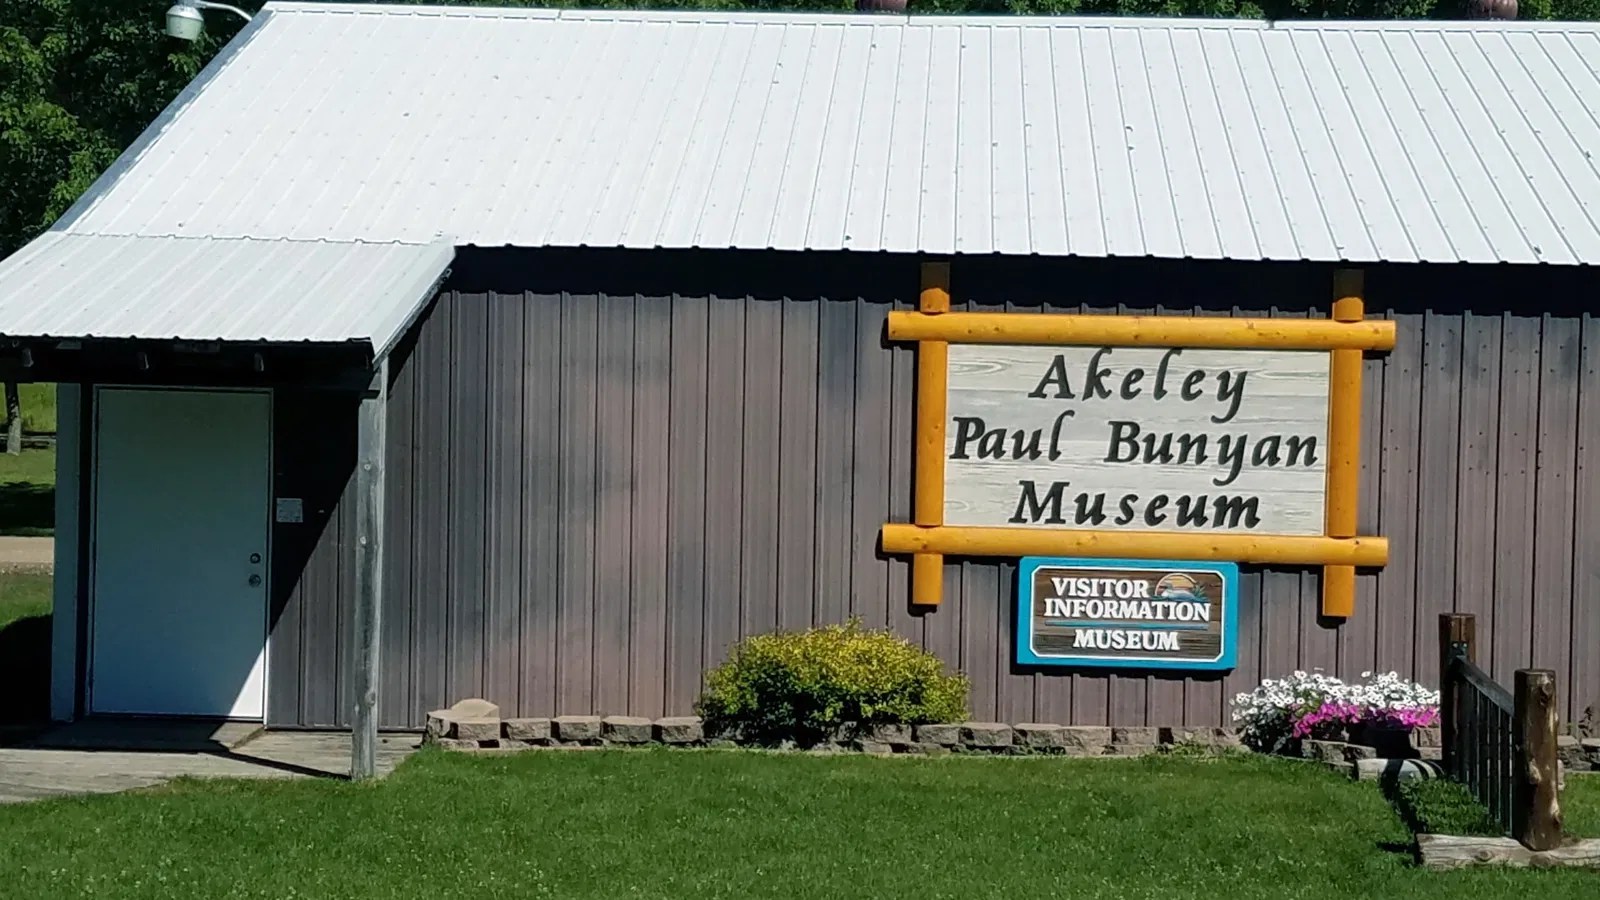 Akeley
Paul Bunyan
Museum
VISITOR
INFORMATION
MUSEUM